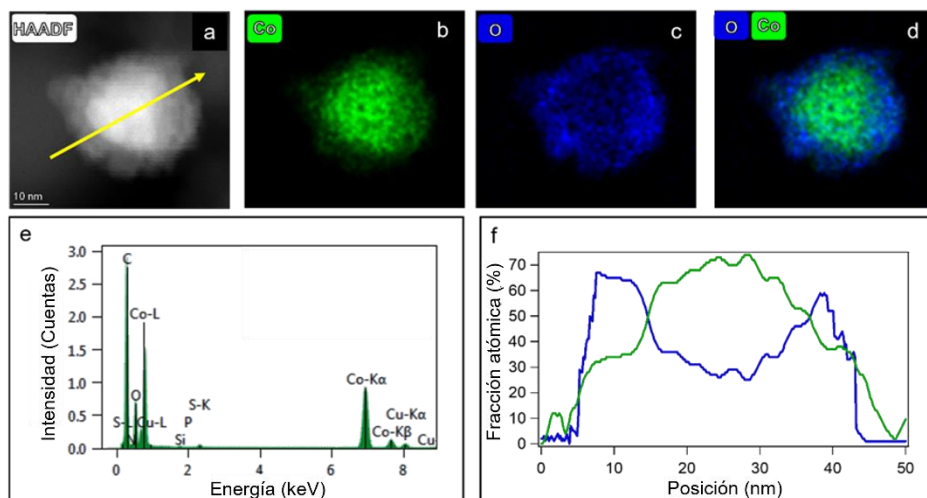 HAADF
a
10 nm
Co
b
O
c
O Co
d
e
Intensidad (Cuentas)
3.0
2.5
2.0
1.5
1.0
0.5
0.0
C
Co-L
O
S-L
Cu-L
S-K
P
Si
Co-Kα
Cu-Kα
Co-Kβ
Cu
0 2 4 6 8
Energía (keV)
f
Fracción atómica (%)
70
60
50
40
30
20
10
0
0 10 20 30 40 50
Posición (nm)